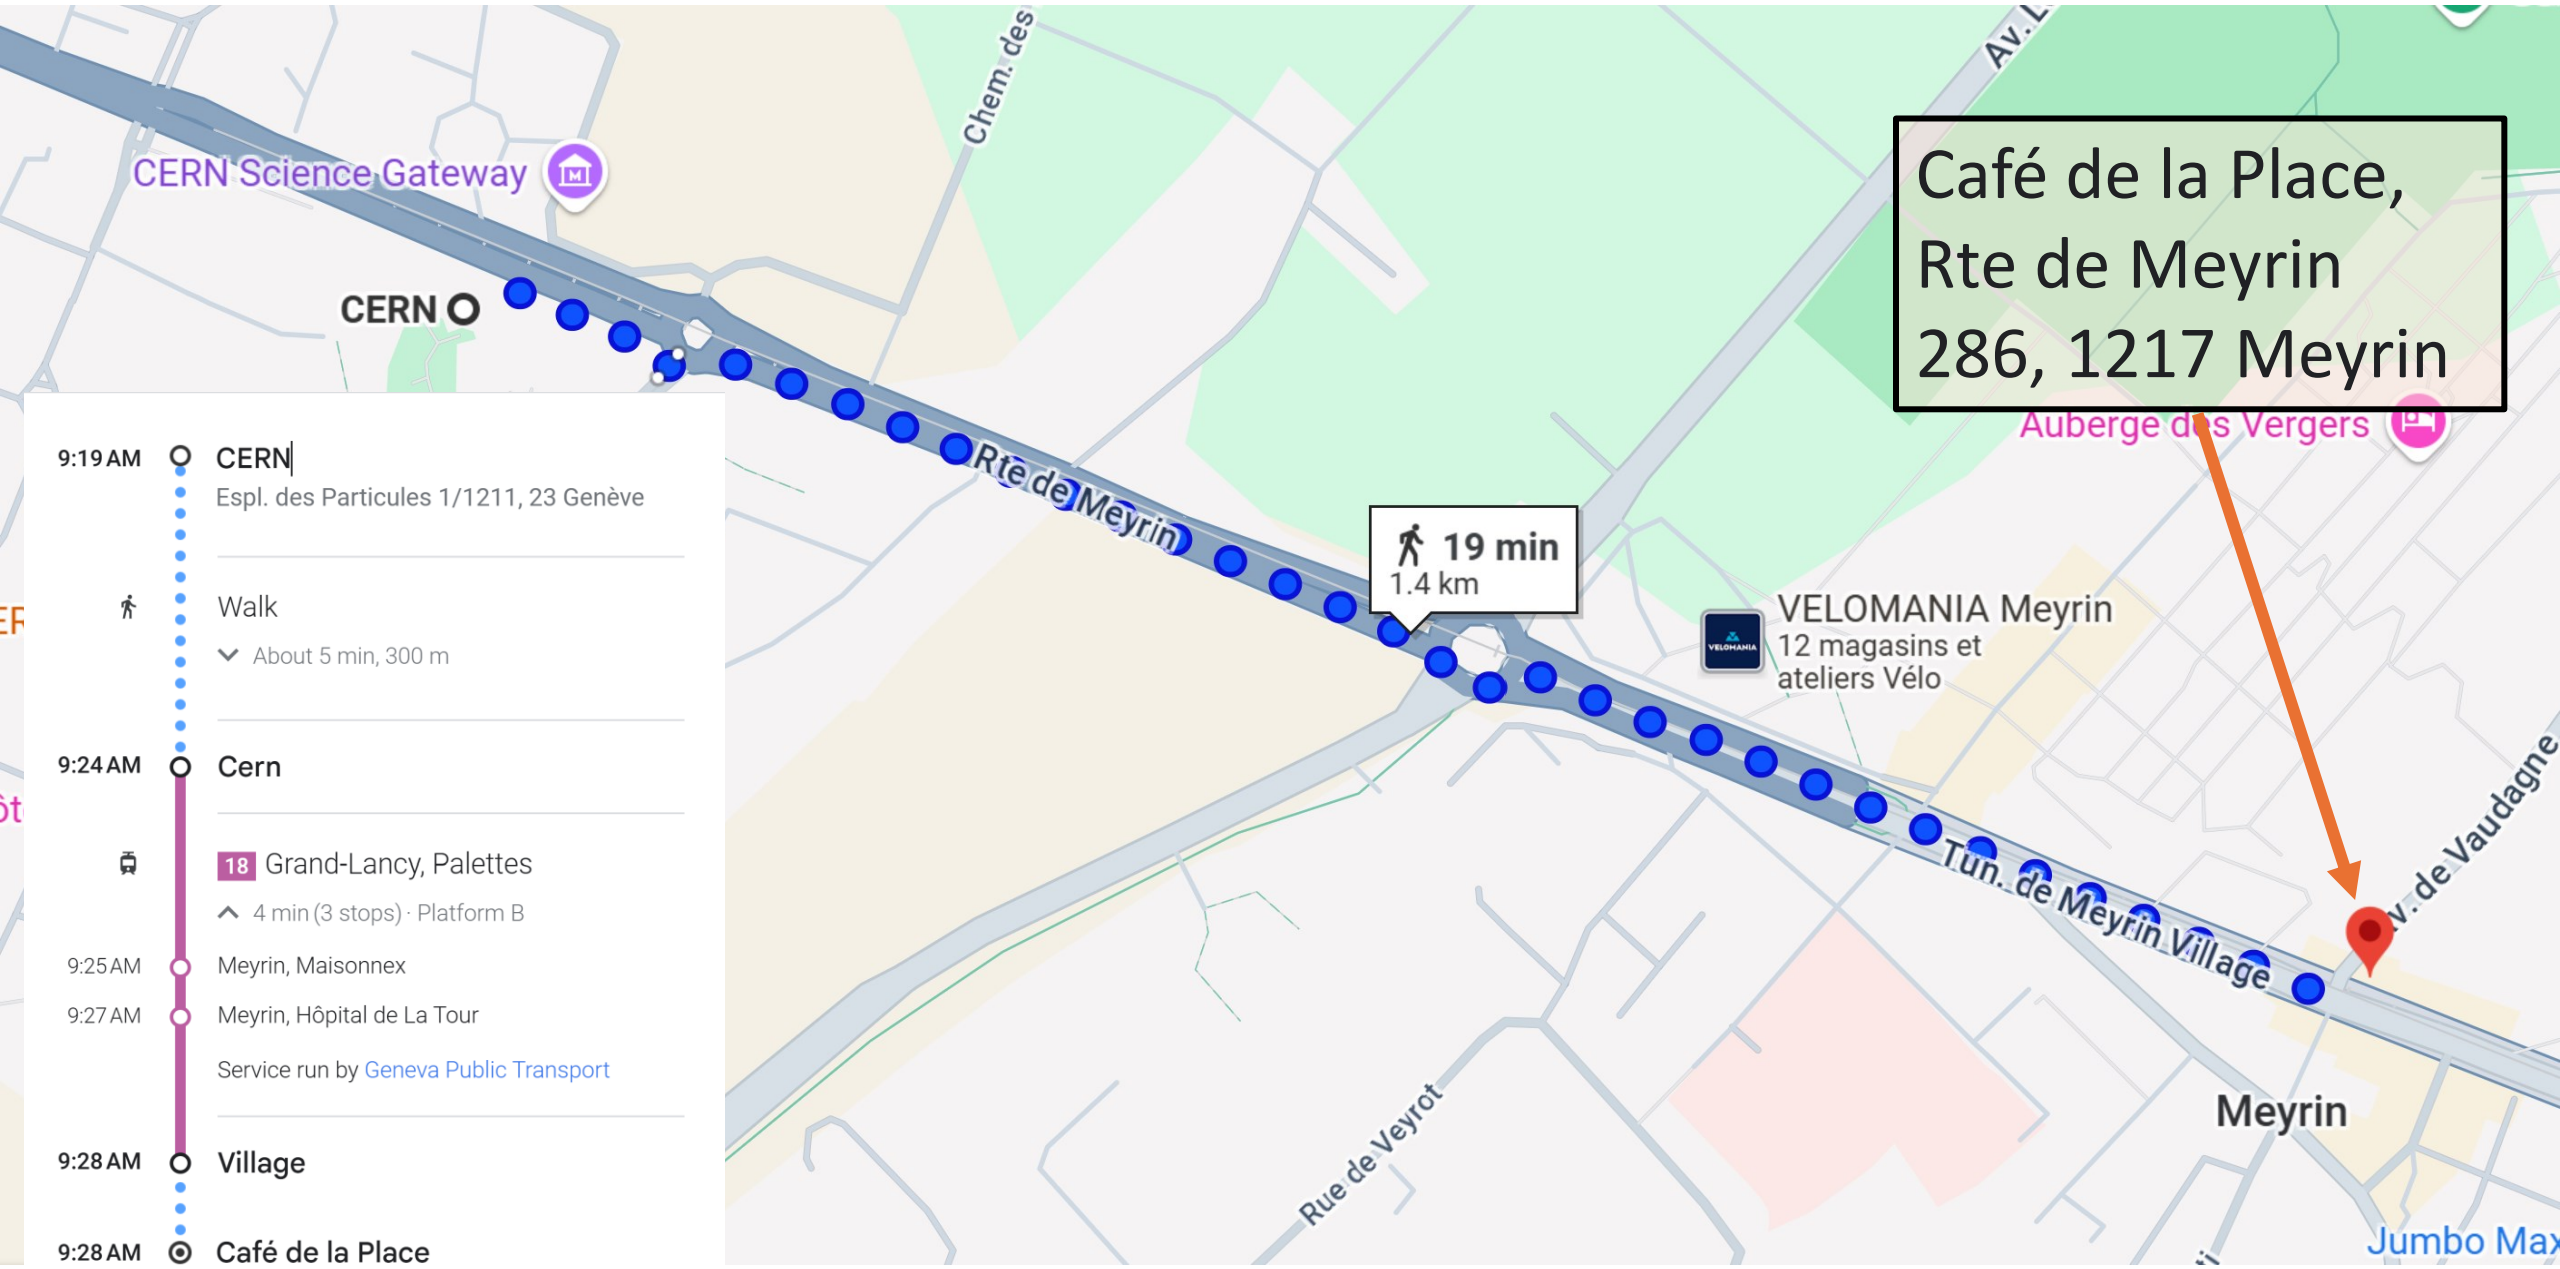 Chem. des
Av. L
CERN Science Gateway
M
CERN
Café de la Place,
Rte de Meyrin
286, 1217 Meyrin
Auberge des Vergers
Rte de Meyrin
19 min
1.4 km
VELOMANIA
VELOMANIA Meyrin
12 magasins et
ateliers Vélo
v. de Vaudagne
Tun. de Meyrin Village
Rue de Veyrot
Meyrin
Jumbo Max
9:19 AM CERN
Espl. des Particules 1/1211, 23 Genève
Walk
About 5 min, 300 m
9:24 AM Cern
18 Grand-Lancy, Palettes
4 min (3 stops) · Platform B
9:25 AM Meyrin, Maisonnex
9:27 AM Meyrin, Hôpital de La Tour
Service run by Geneva Public Transport
9:28 AM Village
9:28 AM Café de la Place